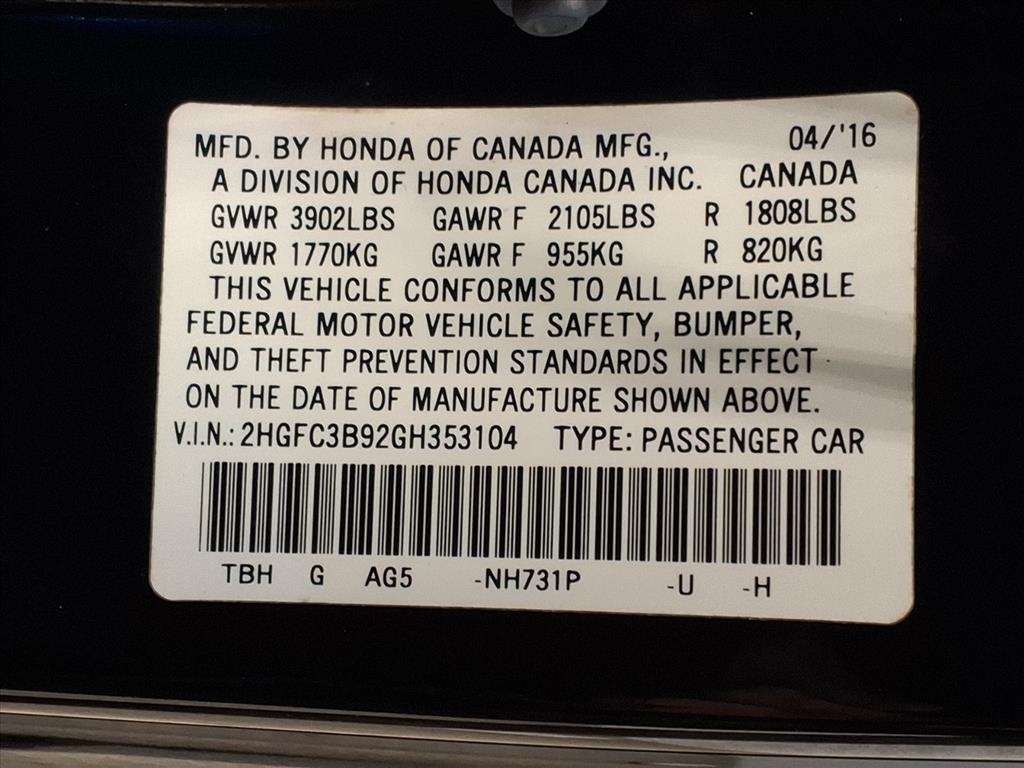 MFD. BY HONDA OF CANADA MFG., 04/'16
A DIVISION OF HONDA CANADA INC. CANADA
GVWR 3902LBS GAWR F 2105LBS R 1808LBS
GVWR 1770KG GAWR F 955KG R 820KG
THIS VEHICLE CONFORMS TO ALL APPLICABLE
FEDERAL MOTOR VEHICLE SAFETY, BUMPER,
AND THEFT PREVENTION STANDARDS IN EFFECT
ON THE DATE OF MANUFACTURE SHOWN ABOVE.
V.I.N.: 2HGFC3B92GH353104 TYPE: PASSENGER CAR
TBH G AG5 -NH731P -U -H